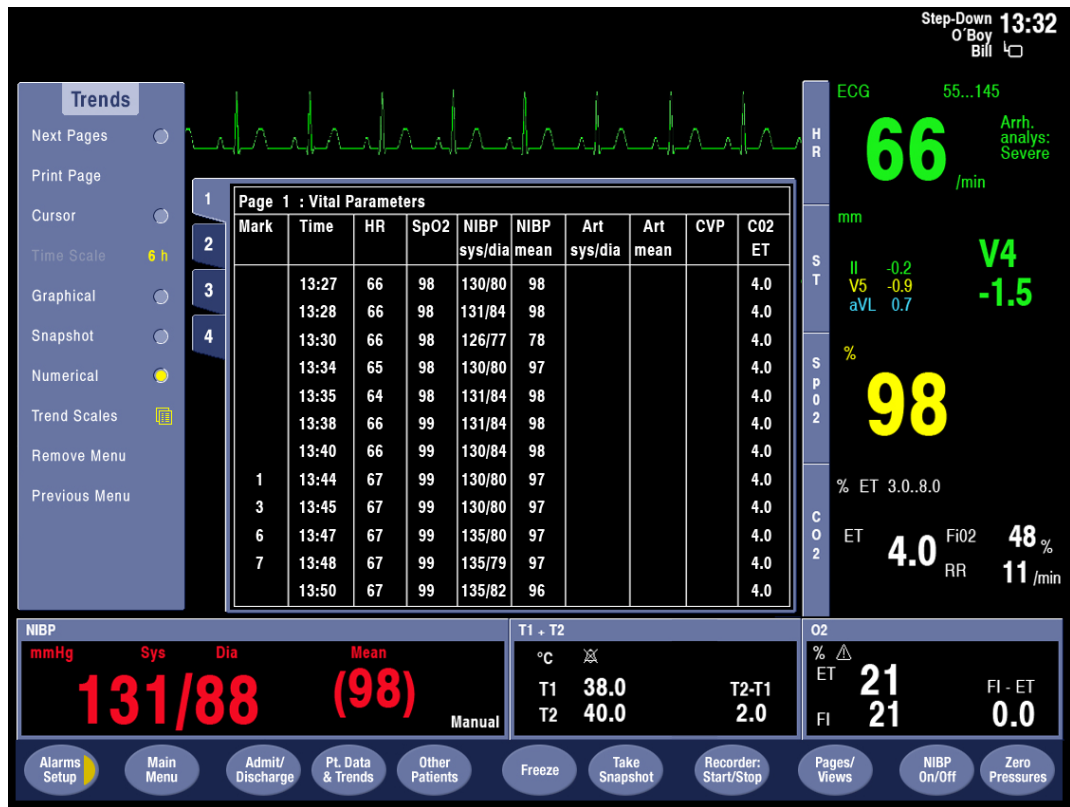 Step-Down 13:32
O´Boy
Bill
Trends
Next Pages
Print Page
Cursor
Time Scale 6 h
Graphical
Snapshot
Numerical
Trend Scales
Remove Menu
Previous Menu
1
2
3
4
Page 1 : Vital Parameters
Mark Time HR SpO2 NIBP NIBP Art Art CVP C02
sys/dia mean sys/dia mean ET
13:27 66 98 130/80 98 4.0
13:28 66 98 131/84 98 4.0
13:30 66 98 126/77 78 4.0
13:34 65 98 130/80 97 4.0
13:35 64 98 131/84 98 4.0
13:38 66 99 131/84 98 4.0
13:40 66 99 130/84 98 4.0
1 13:44 67 99 130/80 97 4.0
3 13:45 67 99 130/80 97 4.0
6 13:47 67 99 135/80 97 4.0
7 13:48 67 99 135/79 97 4.0
13:50 67 99 135/82 96 4.0
HR
ECG 55...145
66 /min
Arrh.
analys:
Severe
ST
mm
II -0.2
V5 -0.9
aVL 0.7
V4
-1.5
Sp02
%
98
CO2
% ET 3.0..8.0
ET 4.0
Fi02 48 %
RR 11 /min
NIBP
mmHg Sys Dia Mean
131/88 (98)
Manual
T1 + T2
°C
T1 38.0 T2-T1
T2 40.0 2.0
02
%
ET 21 FI - ET
FI 21 0.0
Alarms
Setup
Main
Menu
Admit/
Discharge
Pt. Data
& Trends
Other
Patients
Freeze
Take
Snapshot
Recorder:
Start/Stop
Pages/
Views
NIBP
On/Off
Zero
Pressures